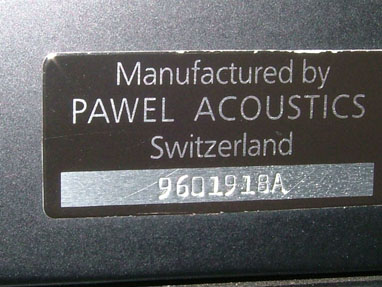 Manufactured by
PAWEL ACOUSTICS
Switzerland
9601918A